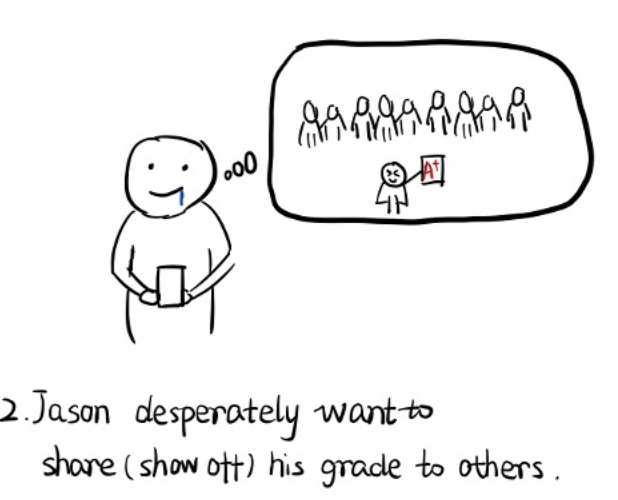 A+
2. Jason desperately want to
share (show off) his grade to others.